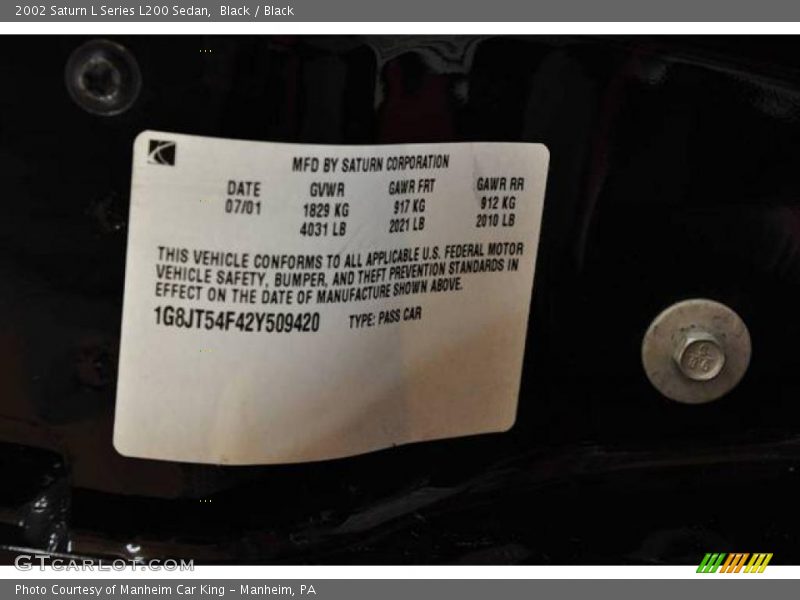 2002 Saturn L Series L200 Sedan, Black / Black
MFD BY SATURN CORPORATION
DATE GVWR GAWR FRT GAWR RR
07/01 1829 KG 917 KG 912 KG
4031 LB 2021 LB 2010 LB
THIS VEHICLE CONFORMS TO ALL APPLICABLE U.S. FEDERAL MOTOR
VEHICLE SAFETY, BUMPER, AND THEFT PREVENTION STANDARDS IN
EFFECT ON THE DATE OF MANUFACTURE SHOWN ABOVE.
1G8JT54F42Y509420 TYPE: PASS CAR
GTCARLOT.COM
Photo Courtesy of Manheim Car King - Manheim, PA